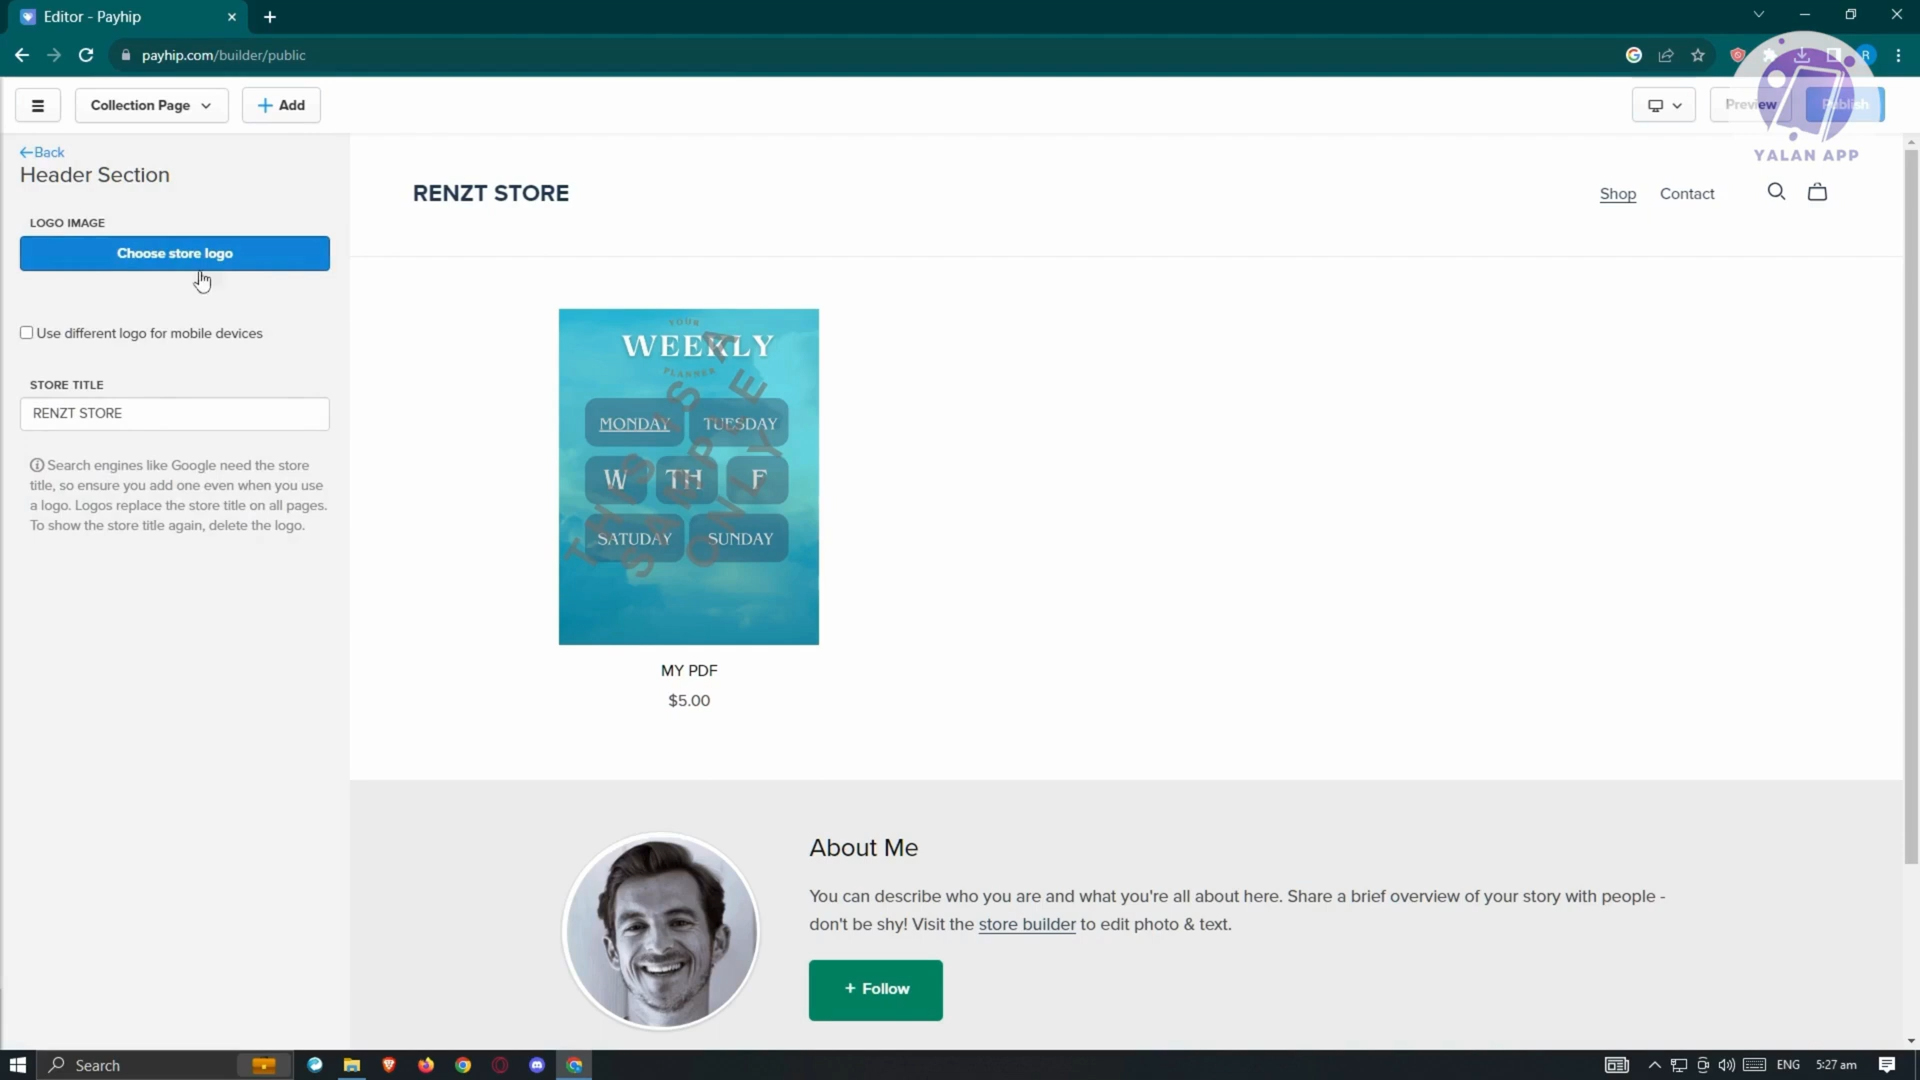 Editor - Payhip
payhip.com/builder/public
Collection Page
Add
Preview
Publish
YALAN APP
Back
Header Section
LOGO IMAGE
Choose store logo
Use different logo for mobile devices
STORE TITLE
RENZT STORE
Search engines like Google need the store
title, so ensure you add one even when you use
a logo. Logos replace the store title on all pages.
To show the store title again, delete the logo.
RENZT STORE
Shop
Contact
YOUR
WEEKLY
PLANNER
MONDAY
TUESDAY
W
TH
F
SATUDAY
SUNDAY
THIS IS A
SAMPLE
ONLY
MY PDF
$5.00
About Me
You can describe who you are and what you're all about here. Share a brief overview of your story with people -
don't be shy! Visit the store builder to edit photo & text.
+ Follow
Search
ENG
5:27 am
R